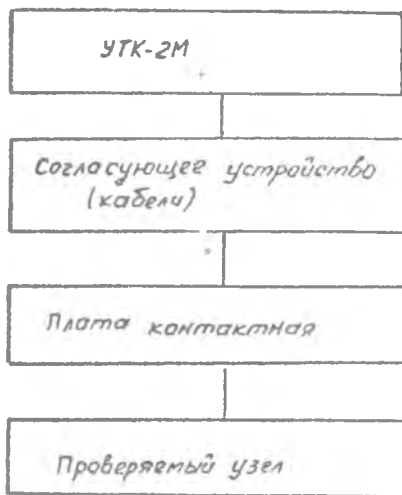 УТК-2М
Согласующее устройство
(кабели)
Плата контактная
Проверяемый узел